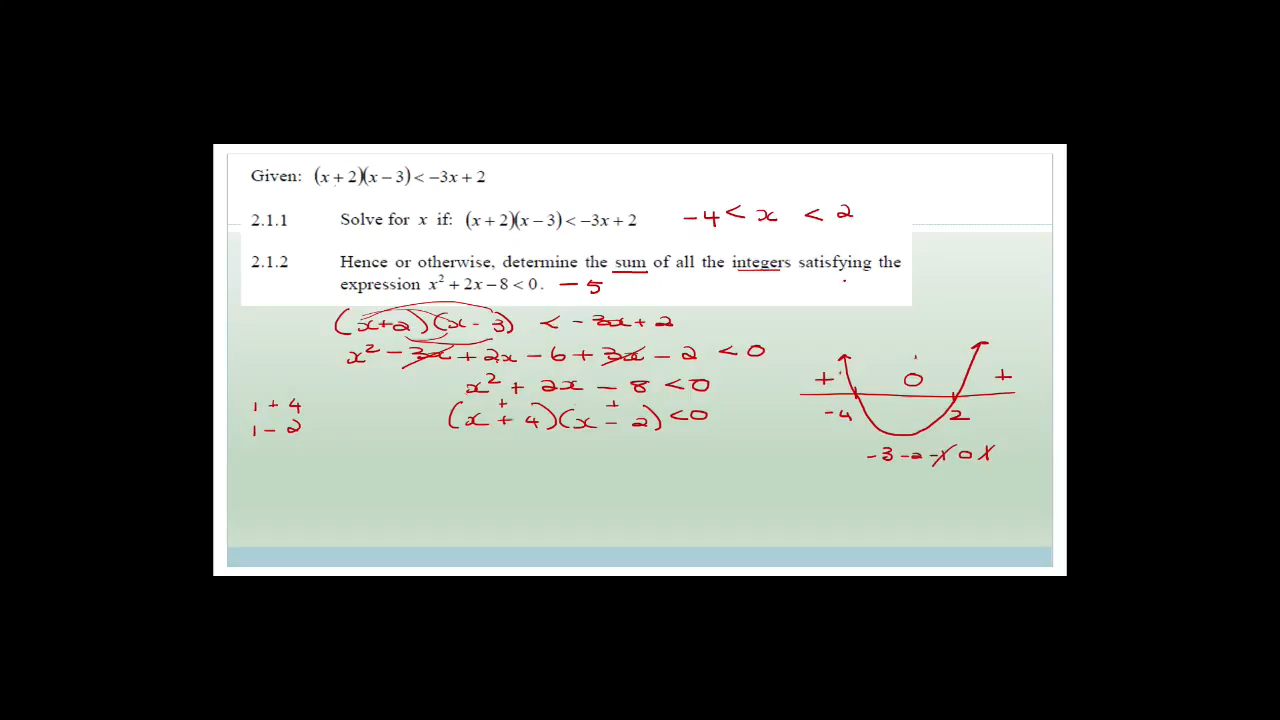 Given: (x + 2)(x − 3) < −3x + 2
2.1.1 Solve for x if: (x + 2)(x − 3) < −3x + 2 −4 < x < 2
2.1.2 Hence or otherwise, determine the sum of all the integers satisfying the
expression x² + 2x − 8 < 0. −5
(x+2)(x−3) < −3x+2
x² − 3x + 2x − 6 + 3x − 2 < 0
x² + 2x − 8 < 0
(x + 4)(x − 2) < 0
+ +
1 + 4
1 − 2
+ 0 +
−4 2
−3 −2 −1 0 1